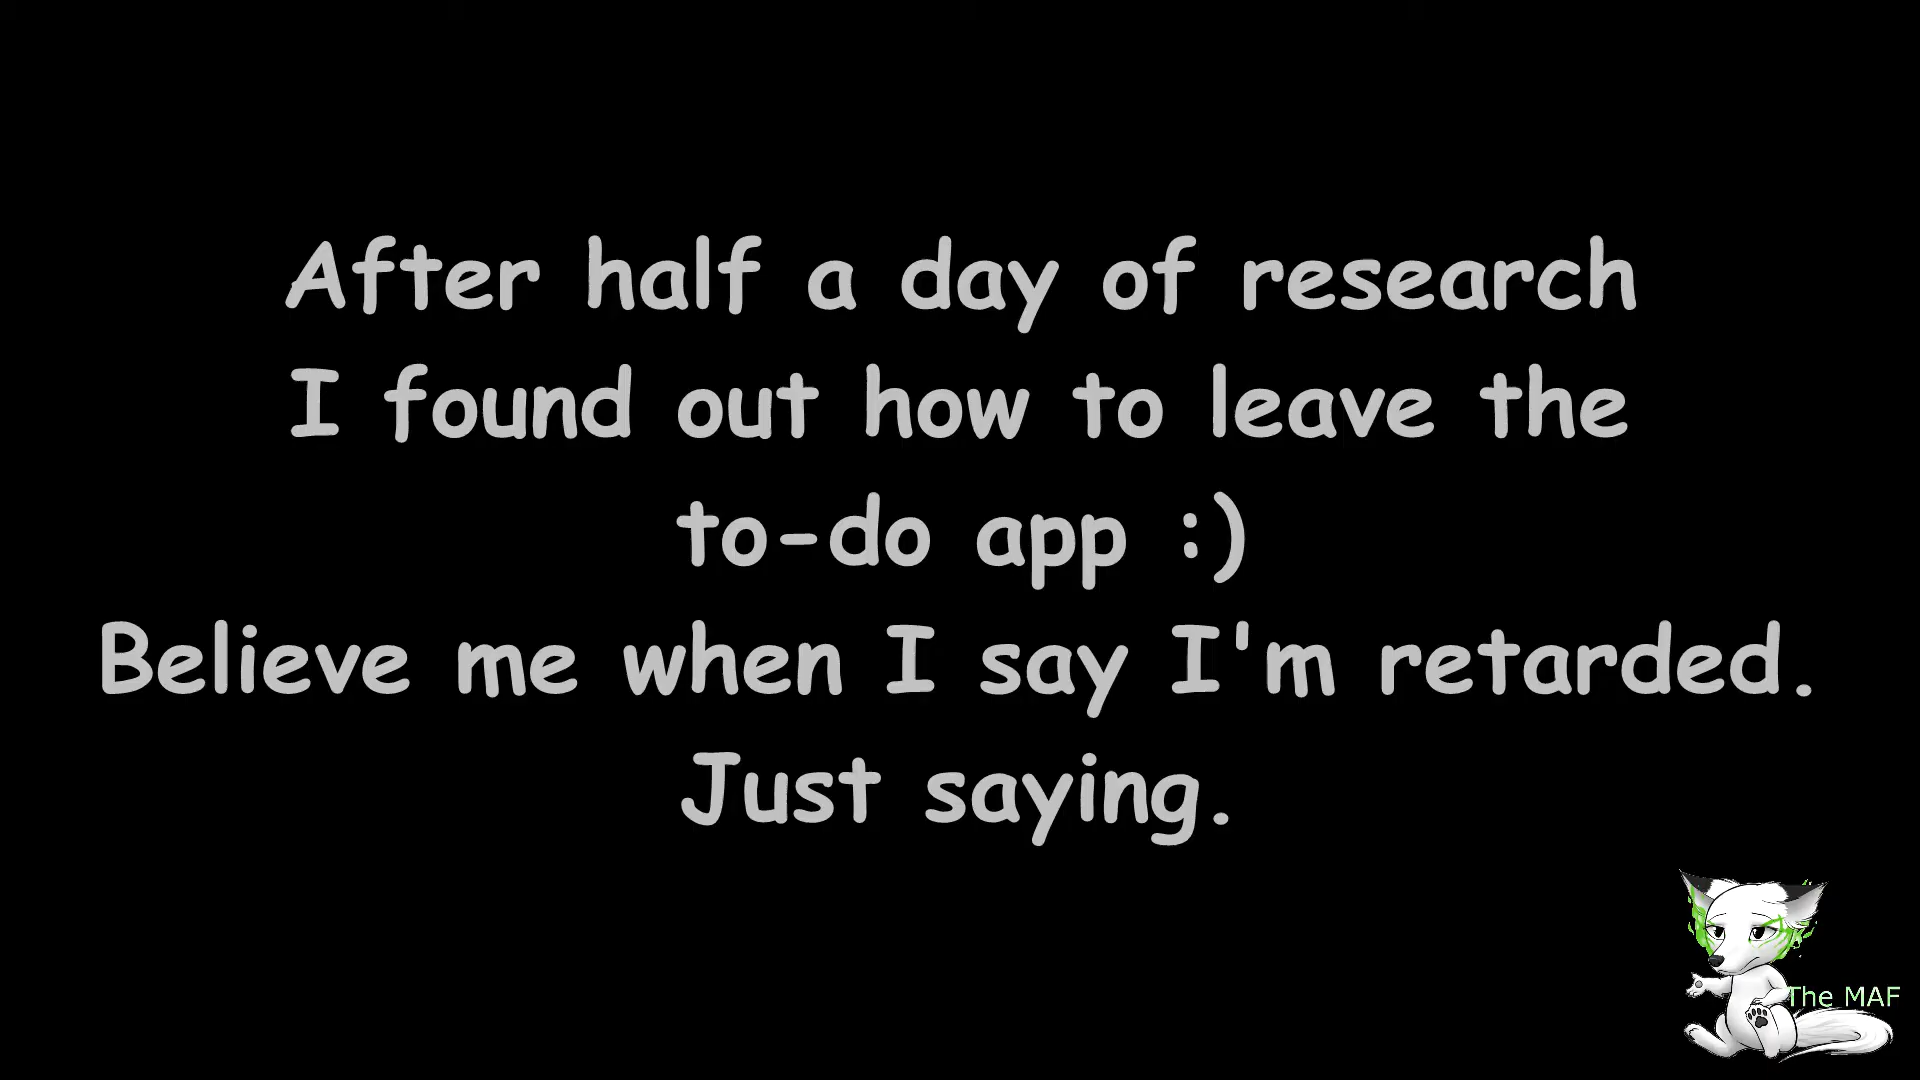 After half a day of research
I found out how to leave the
to-do app :)
Believe me when I say I'm retarded.
Just saying.
The MAF